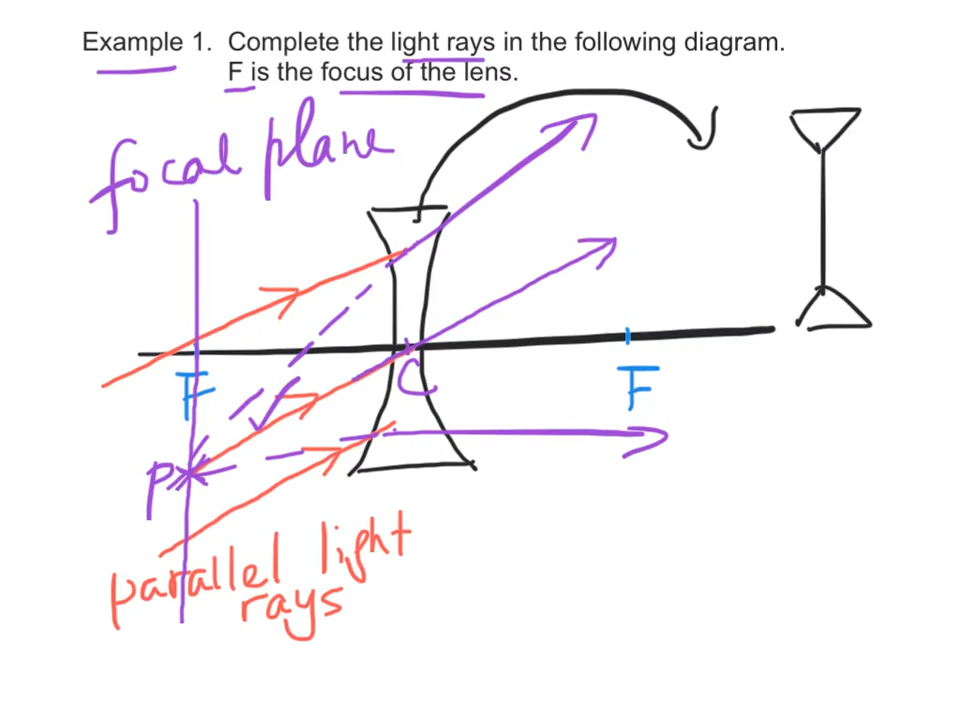 Example 1. Complete the light rays in the following diagram.
F is the focus of the lens.
focal plane
F
C
F
P
parallel light
rays